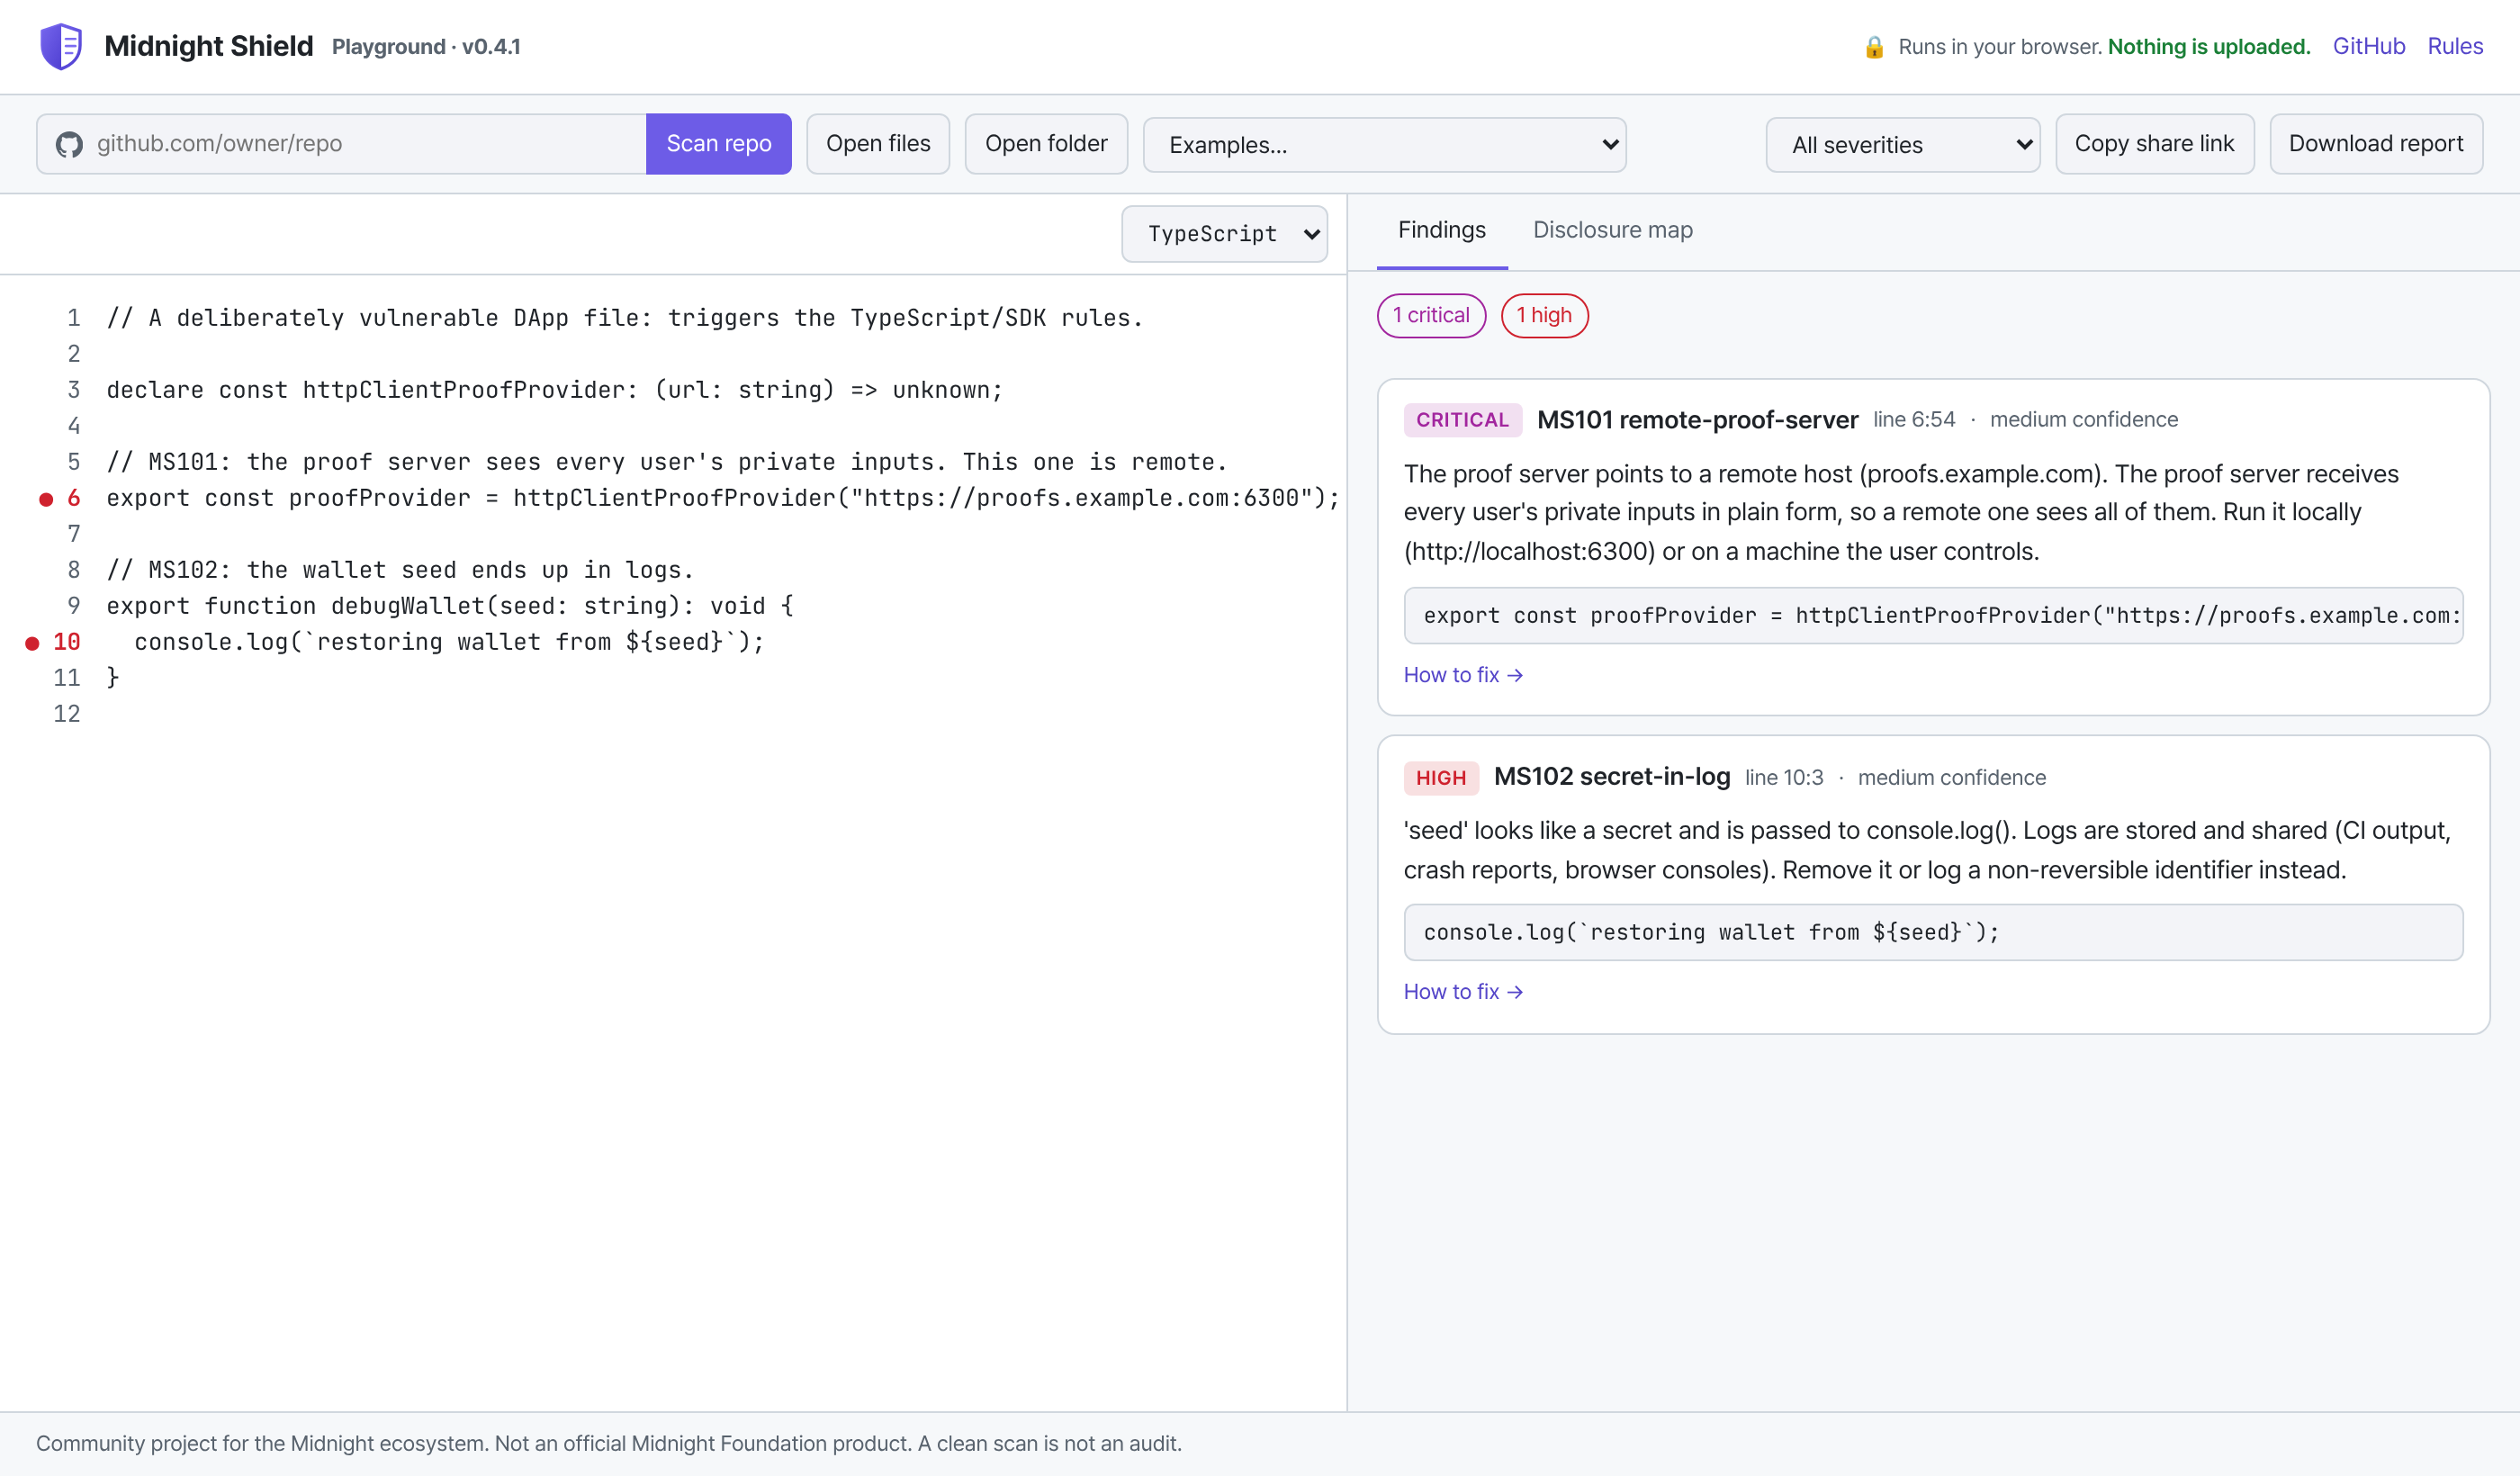 Midnight Shield Playground · v0.4.1
🔒 Runs in your browser. Nothing is uploaded. GitHub Rules
github.com/owner/repo Scan repo Open files Open folder Examples... All severities Copy share link Download report
TypeScript
1 // A deliberately vulnerable DApp file: triggers the TypeScript/SDK rules.
2
3 declare const httpClientProofProvider: (url: string) => unknown;
4
5 // MS101: the proof server sees every user's private inputs. This one is remote.
6 export const proofProvider = httpClientProofProvider("https://proofs.example.com:6300");
7
8 // MS102: the wallet seed ends up in logs.
9 export function debugWallet(seed: string): void {
10   console.log(`restoring wallet from ${seed}`);
11 }
12
Findings Disclosure map
1 critical 1 high
CRITICAL MS101 remote-proof-server line 6:54 · medium confidence
The proof server points to a remote host (proofs.example.com). The proof server receives
every user's private inputs in plain form, so a remote one sees all of them. Run it locally
(http://localhost:6300) or on a machine the user controls.
export const proofProvider = httpClientProofProvider("https://proofs.example.com:
How to fix →
HIGH MS102 secret-in-log line 10:3 · medium confidence
'seed' looks like a secret and is passed to console.log(). Logs are stored and shared (CI output,
crash reports, browser consoles). Remove it or log a non-reversible identifier instead.
console.log(`restoring wallet from ${seed}`);
How to fix →
Community project for the Midnight ecosystem. Not an official Midnight Foundation product. A clean scan is not an audit.